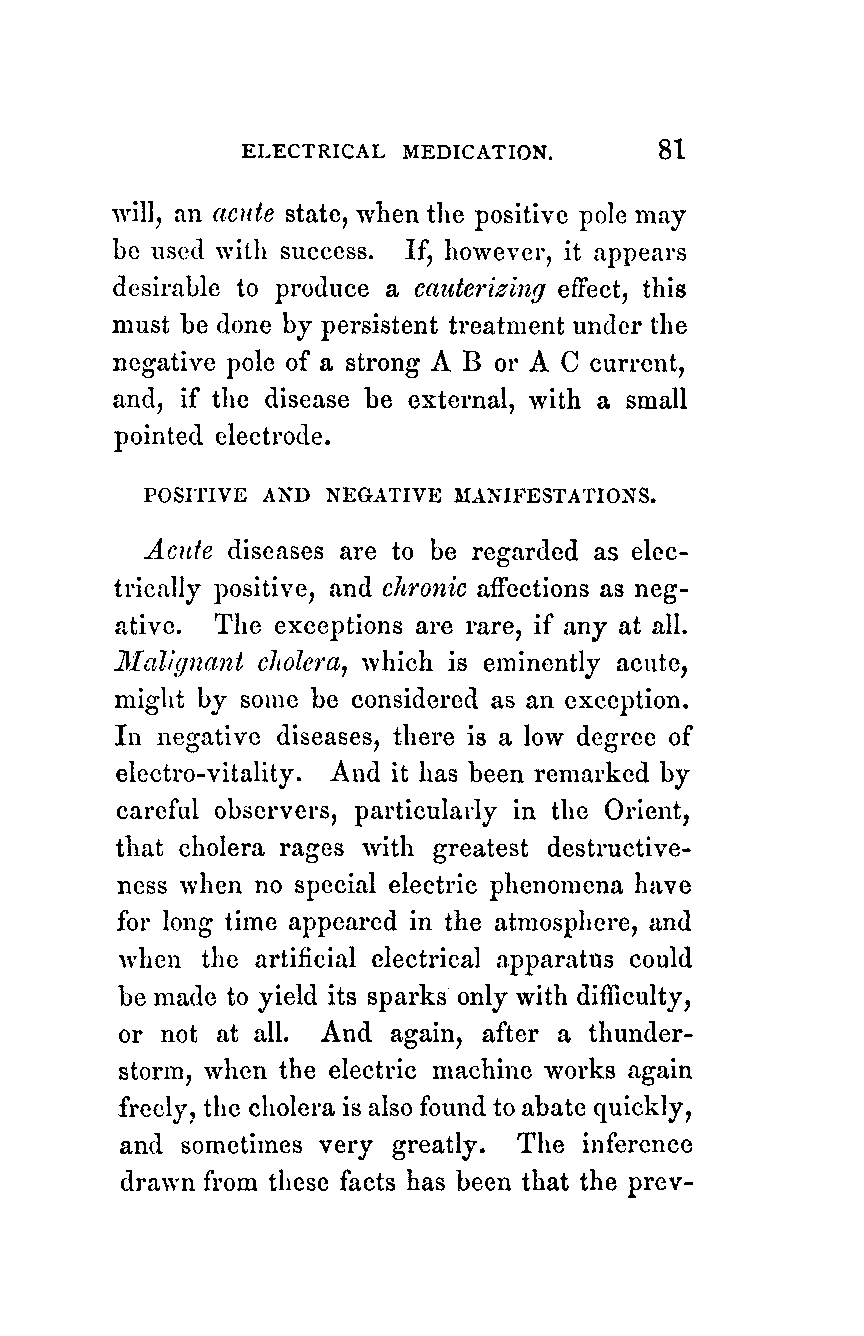 ELECTRICAL MEDICATION. 81
will, an acute state, when the positive pole may
be used with success. If, however, it appears
desirable to produce a cauterizing effect, this
must be done by persistent treatment under the
negative pole of a strong A B or A C current,
and, if the disease be external, with a small
pointed electrode.
POSITIVE AND NEGATIVE MANIFESTATIONS.
Acute diseases are to be regarded as elec-
trically positive, and chronic affections as neg-
ative. The exceptions are rare, if any at all.
Malignant cholera, which is eminently acute,
might by some be considered as an exception.
In negative diseases, there is a low degree of
electro-vitality. And it has been remarked by
careful observers, particularly in the Orient,
that cholera rages with greatest destructive-
ness when no special electric phenomena have
for long time appeared in the atmosphere, and
when the artificial electrical apparatus could
be made to yield its sparks only with difficulty,
or not at all. And again, after a thunder-
storm, when the electric machine works again
freely, the cholera is also found to abate quickly,
and sometimes very greatly. The inference
drawn from these facts has been that the prev-